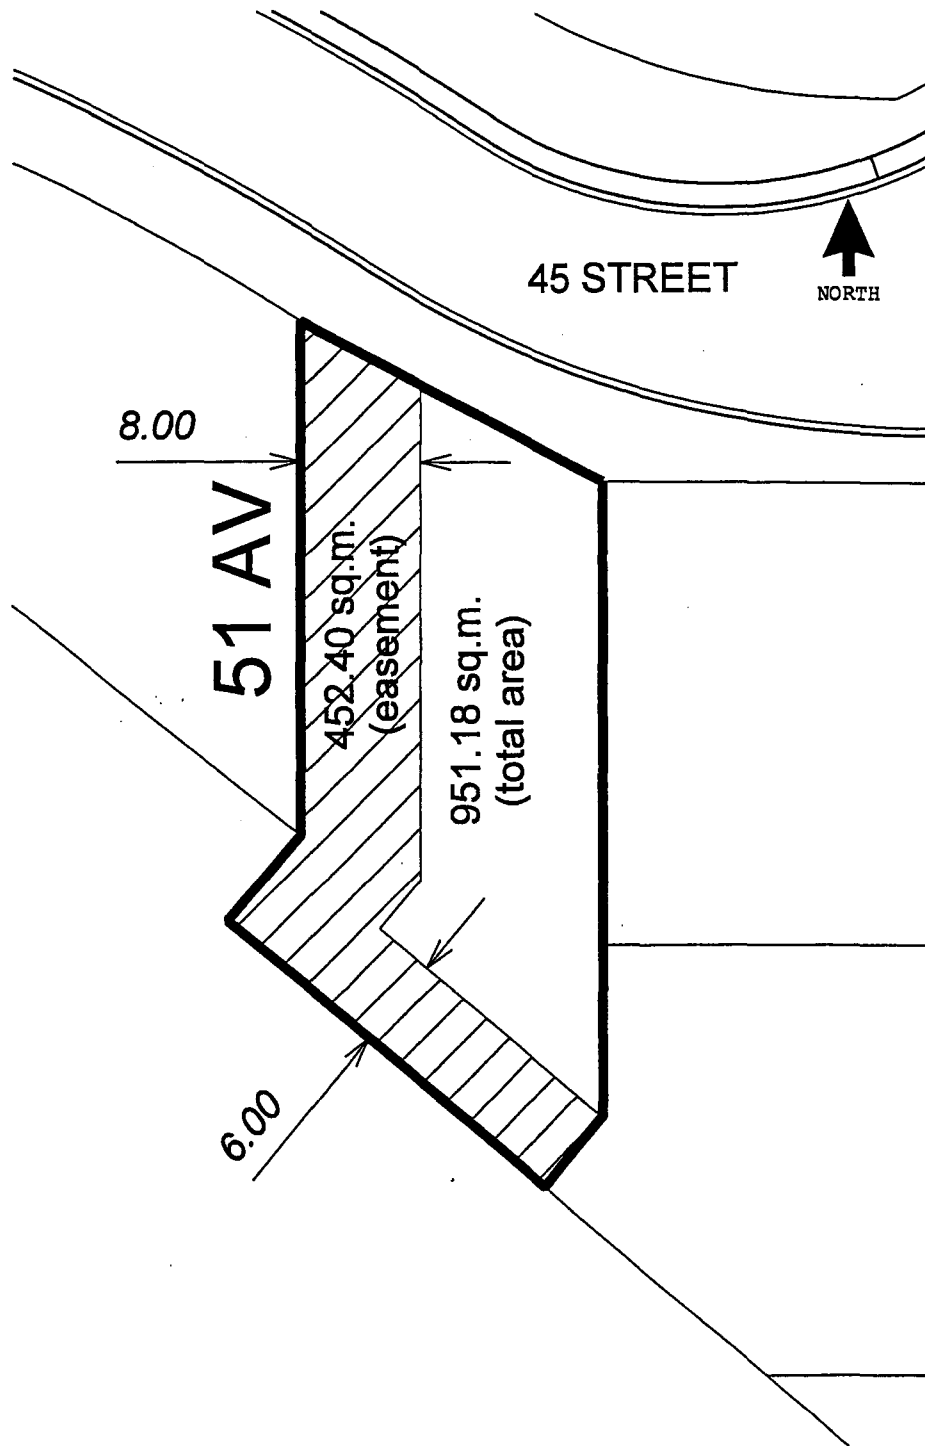 45 STREET
NORTH
8.00
51 AV
452.40 sq.m.
(easement)
951.18 sq.m.
(total area)
6.00